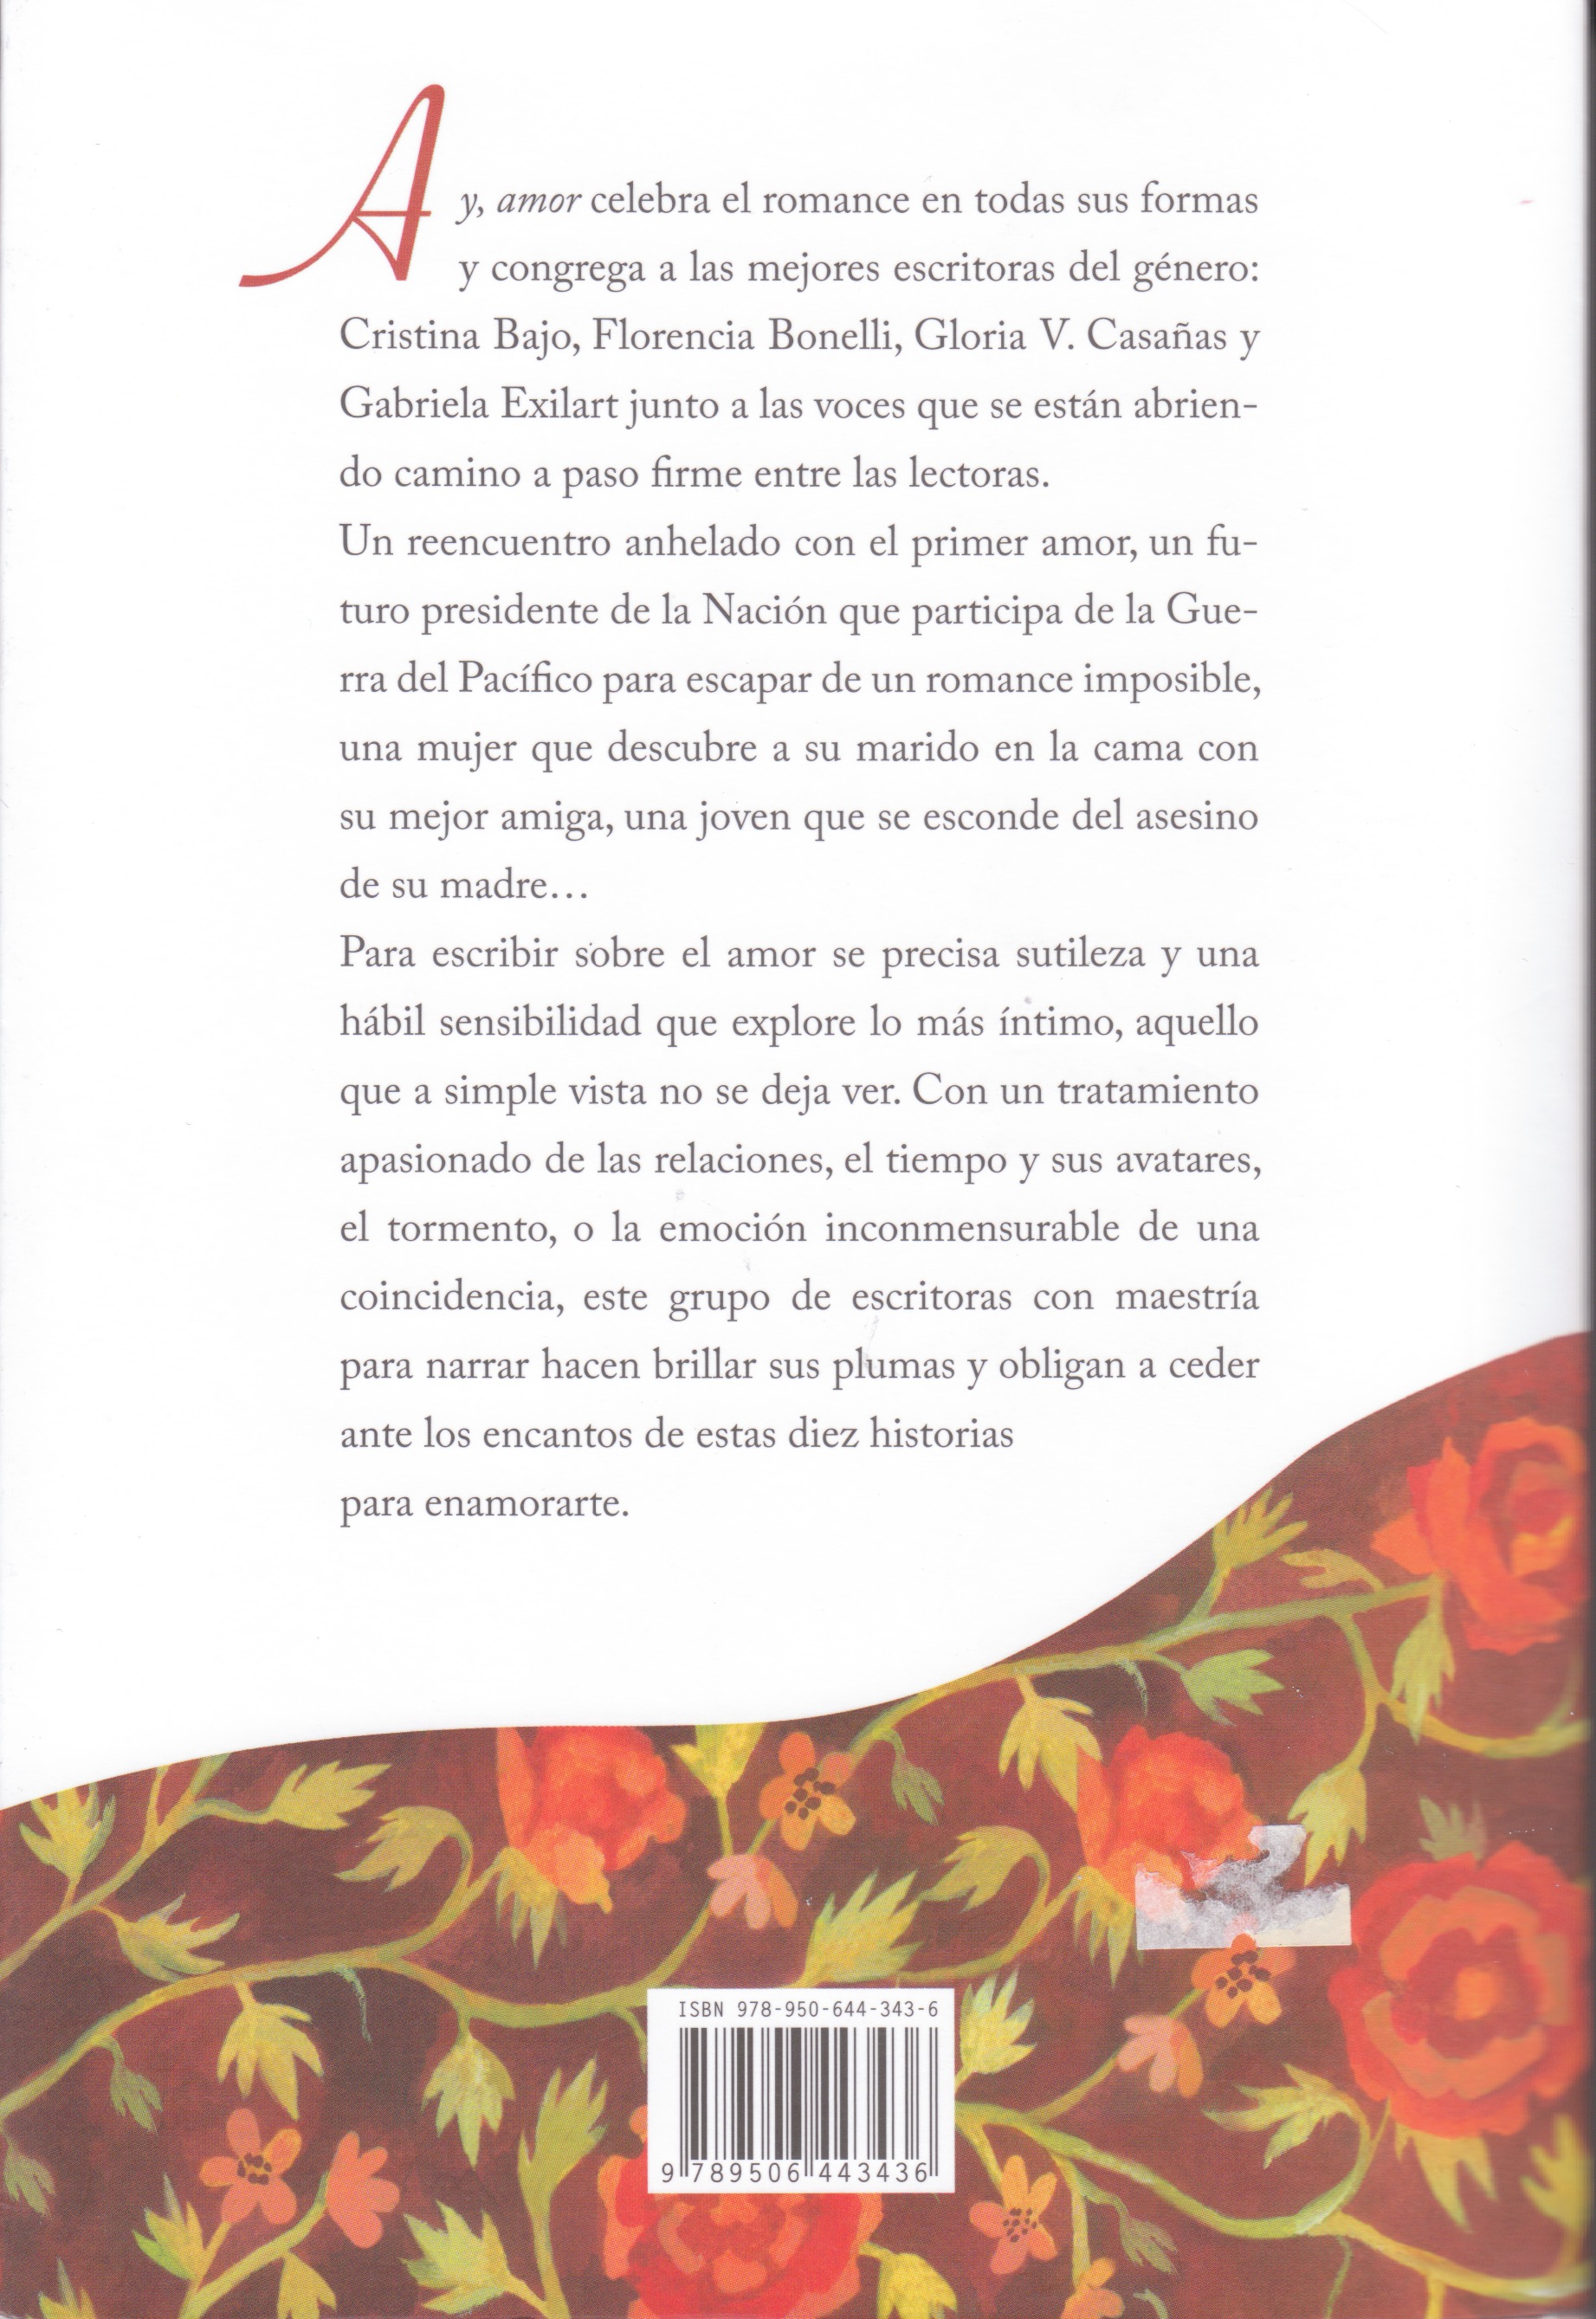 Ay, amor celebra el romance en todas sus formas
y congrega a las mejores escritoras del género:
Cristina Bajo, Florencia Bonelli, Gloria V. Casañas y
Gabriela Exilart junto a las voces que se están abrien-
do camino a paso firme entre las lectoras.
Un reencuentro anhelado con el primer amor, un fu-
turo presidente de la Nación que participa de la Gue-
rra del Pacífico para escapar de un romance imposible,
una mujer que descubre a su marido en la cama con
su mejor amiga, una joven que se esconde del asesino
de su madre…
Para escribir sobre el amor se precisa sutileza y una
hábil sensibilidad que explore lo más íntimo, aquello
que a simple vista no se deja ver. Con un tratamiento
apasionado de las relaciones, el tiempo y sus avatares,
el tormento, o la emoción inconmensurable de una
coincidencia, este grupo de escritoras con maestría
para narrar hacen brillar sus plumas y obligan a ceder
ante los encantos de estas diez historias
para enamorarte.
ISBN 978-950-644-343-6
9 789506 443436